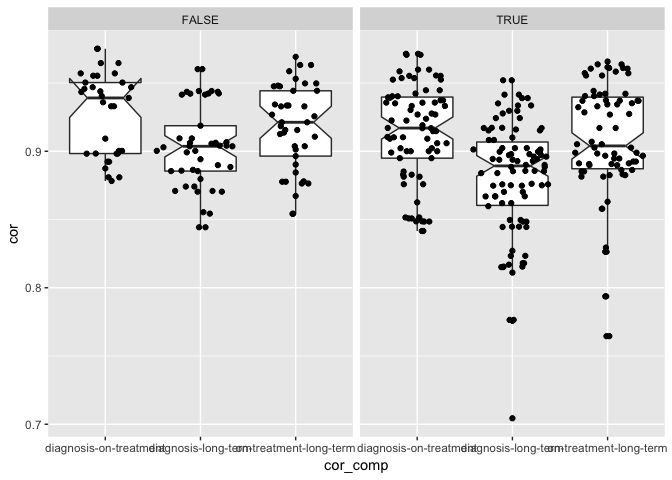 FALSE TRUE
cor
0.9
0.8
0.7
diagnosis-on-treatment diagnosis-long-term on-treatment-long-term diagnosis-on-treatment diagnosis-long-term on-treatment-long-term
cor_comp